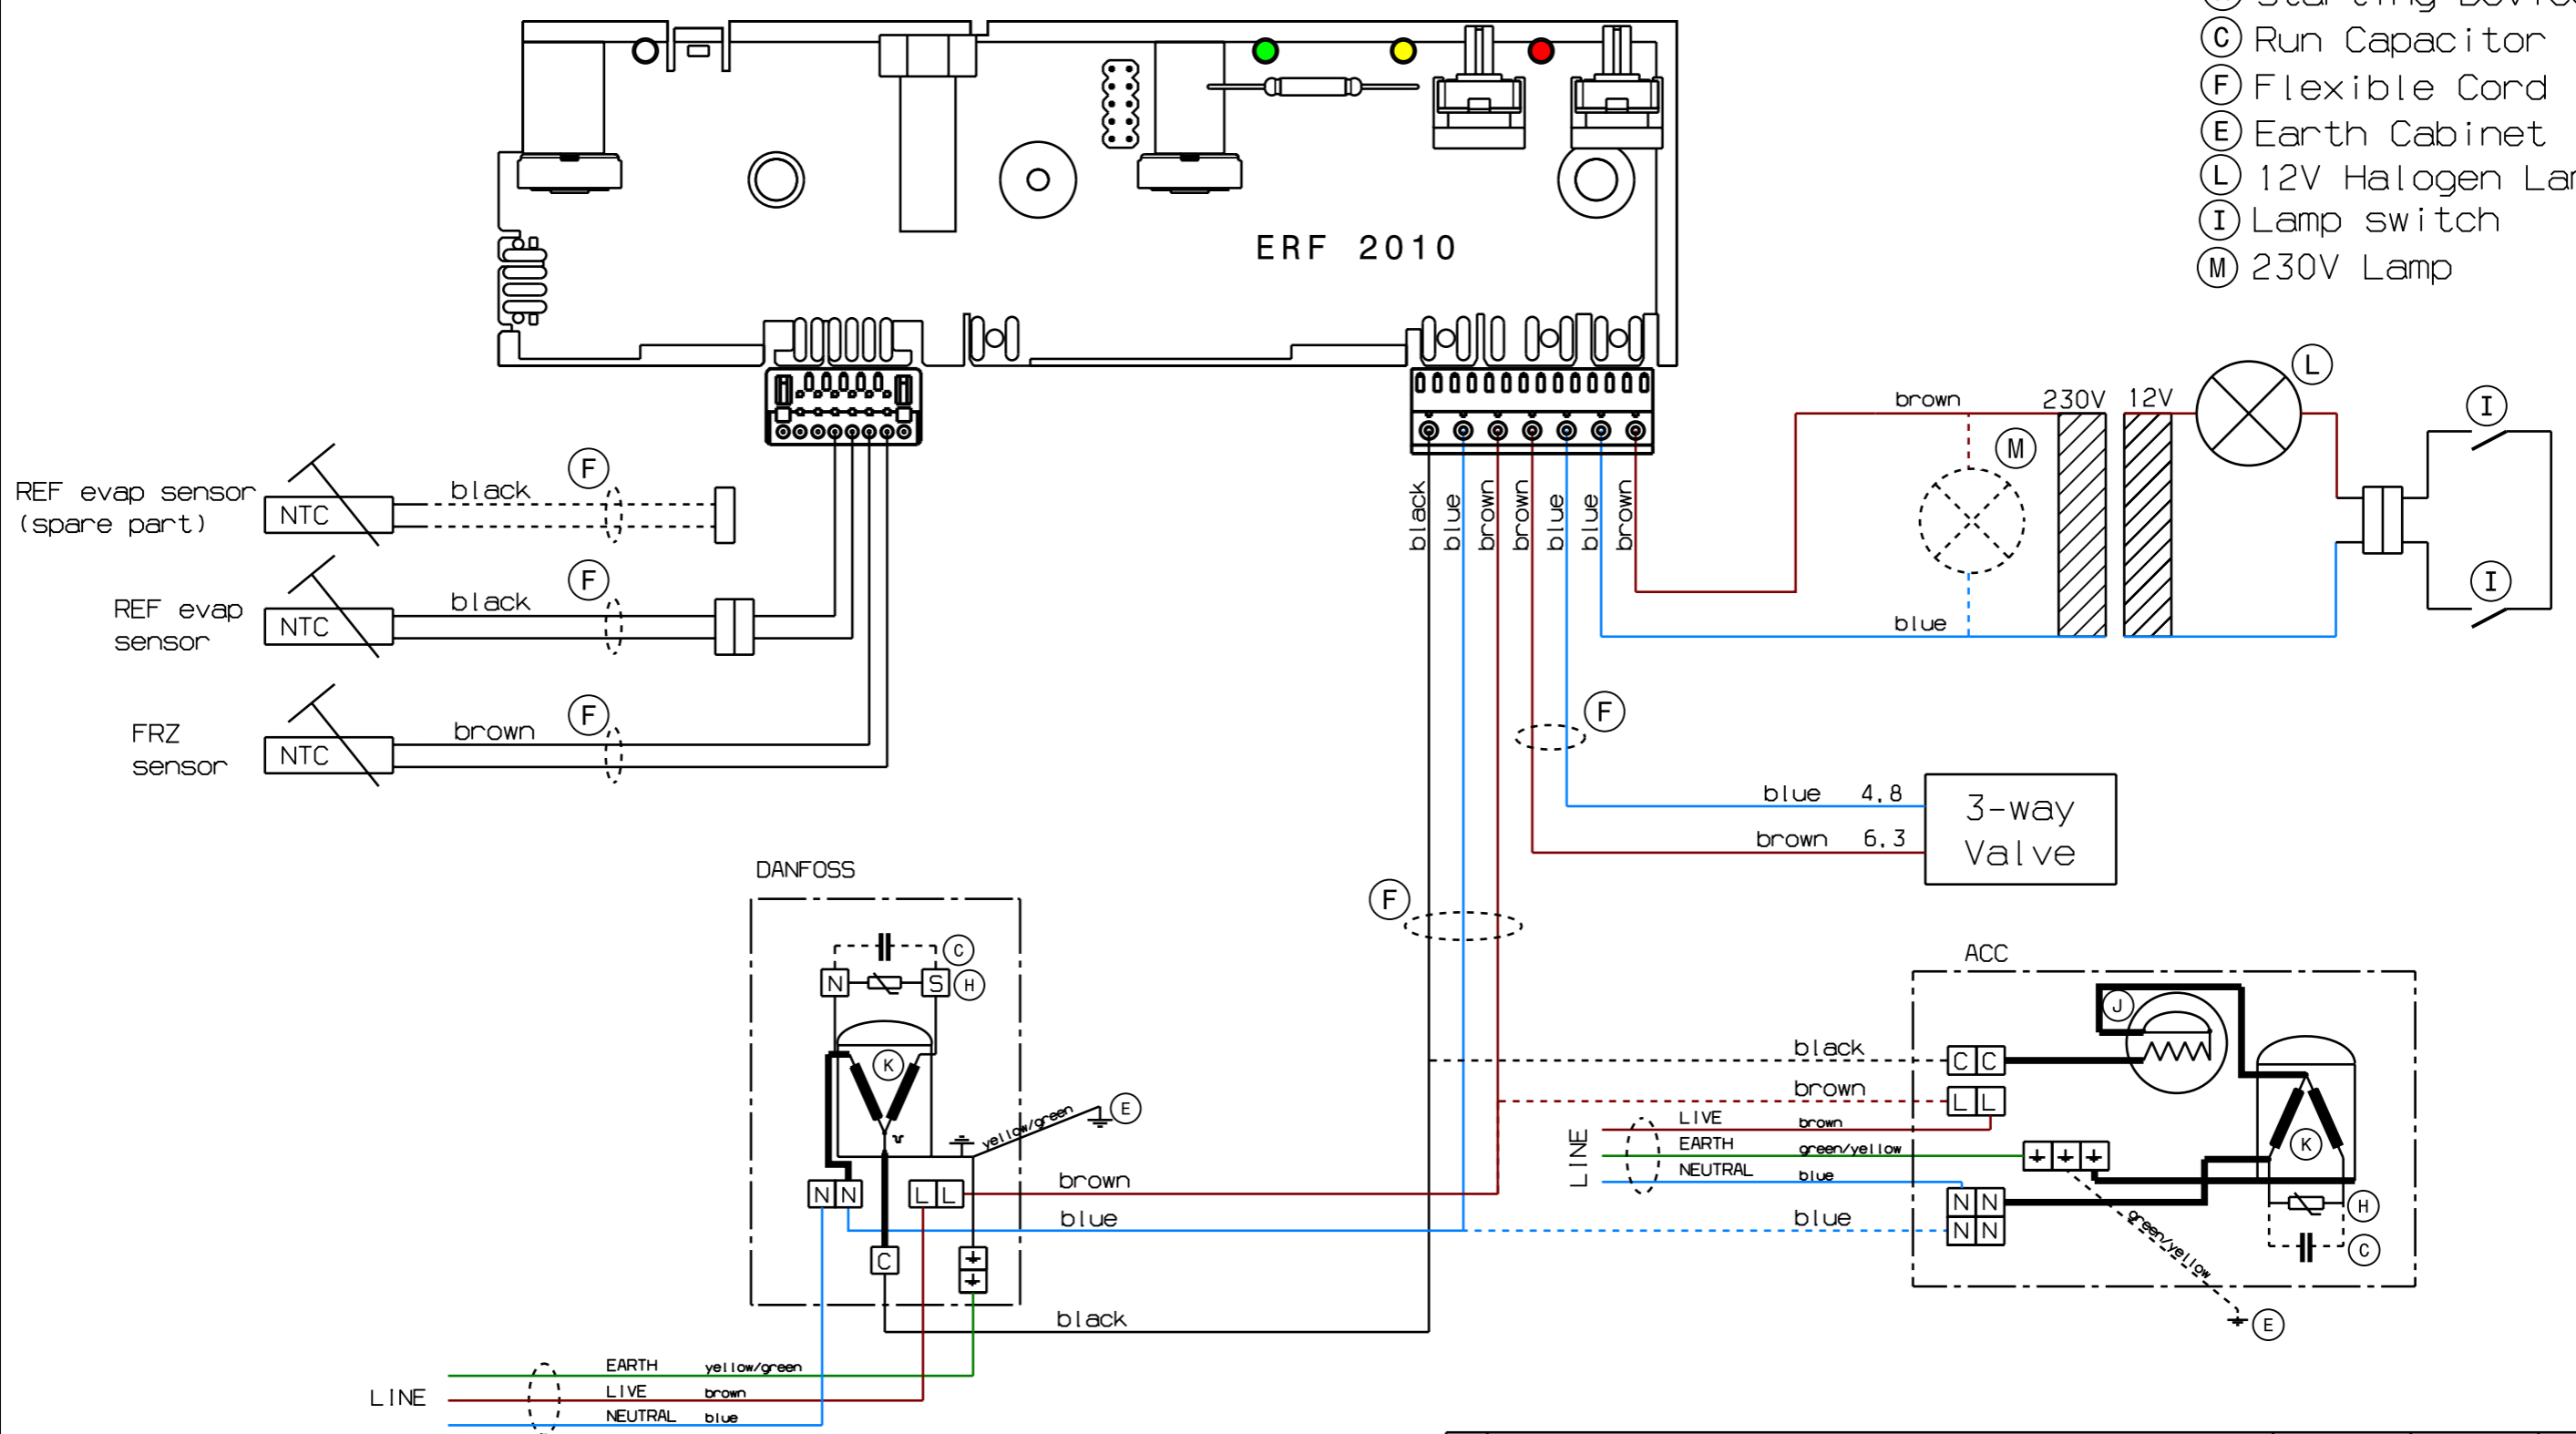 Starting Device
C Run Capacitor
F Flexible Cord
E Earth Cabinet
L 12V Halogen
I Lamp switch
M 230V Lamp
ERF 2010
brown
230V
12V
L
I
M
I
blue
black
blue
brown
brown
blue
blue
brown
REF evap sensor
(spare part)
NTC
black
F
REF evap
sensor
NTC
black
F
FRZ
sensor
NTC
brown
F
F
blue 4,8
brown 6,3
3-way
Valve
F
DANFOSS
C
N
S
H
K
yellow/green
E
N N
L L
C
brown
blue
black
LINE
EARTH yellow/green
LIVE brown
NEUTRAL blue
ACC
J
black
C C
brown
L L
LINE
LIVE brown
EARTH green/yellow
NEUTRAL blue
blue
N N
N N
K
H
C
green/yellow
E